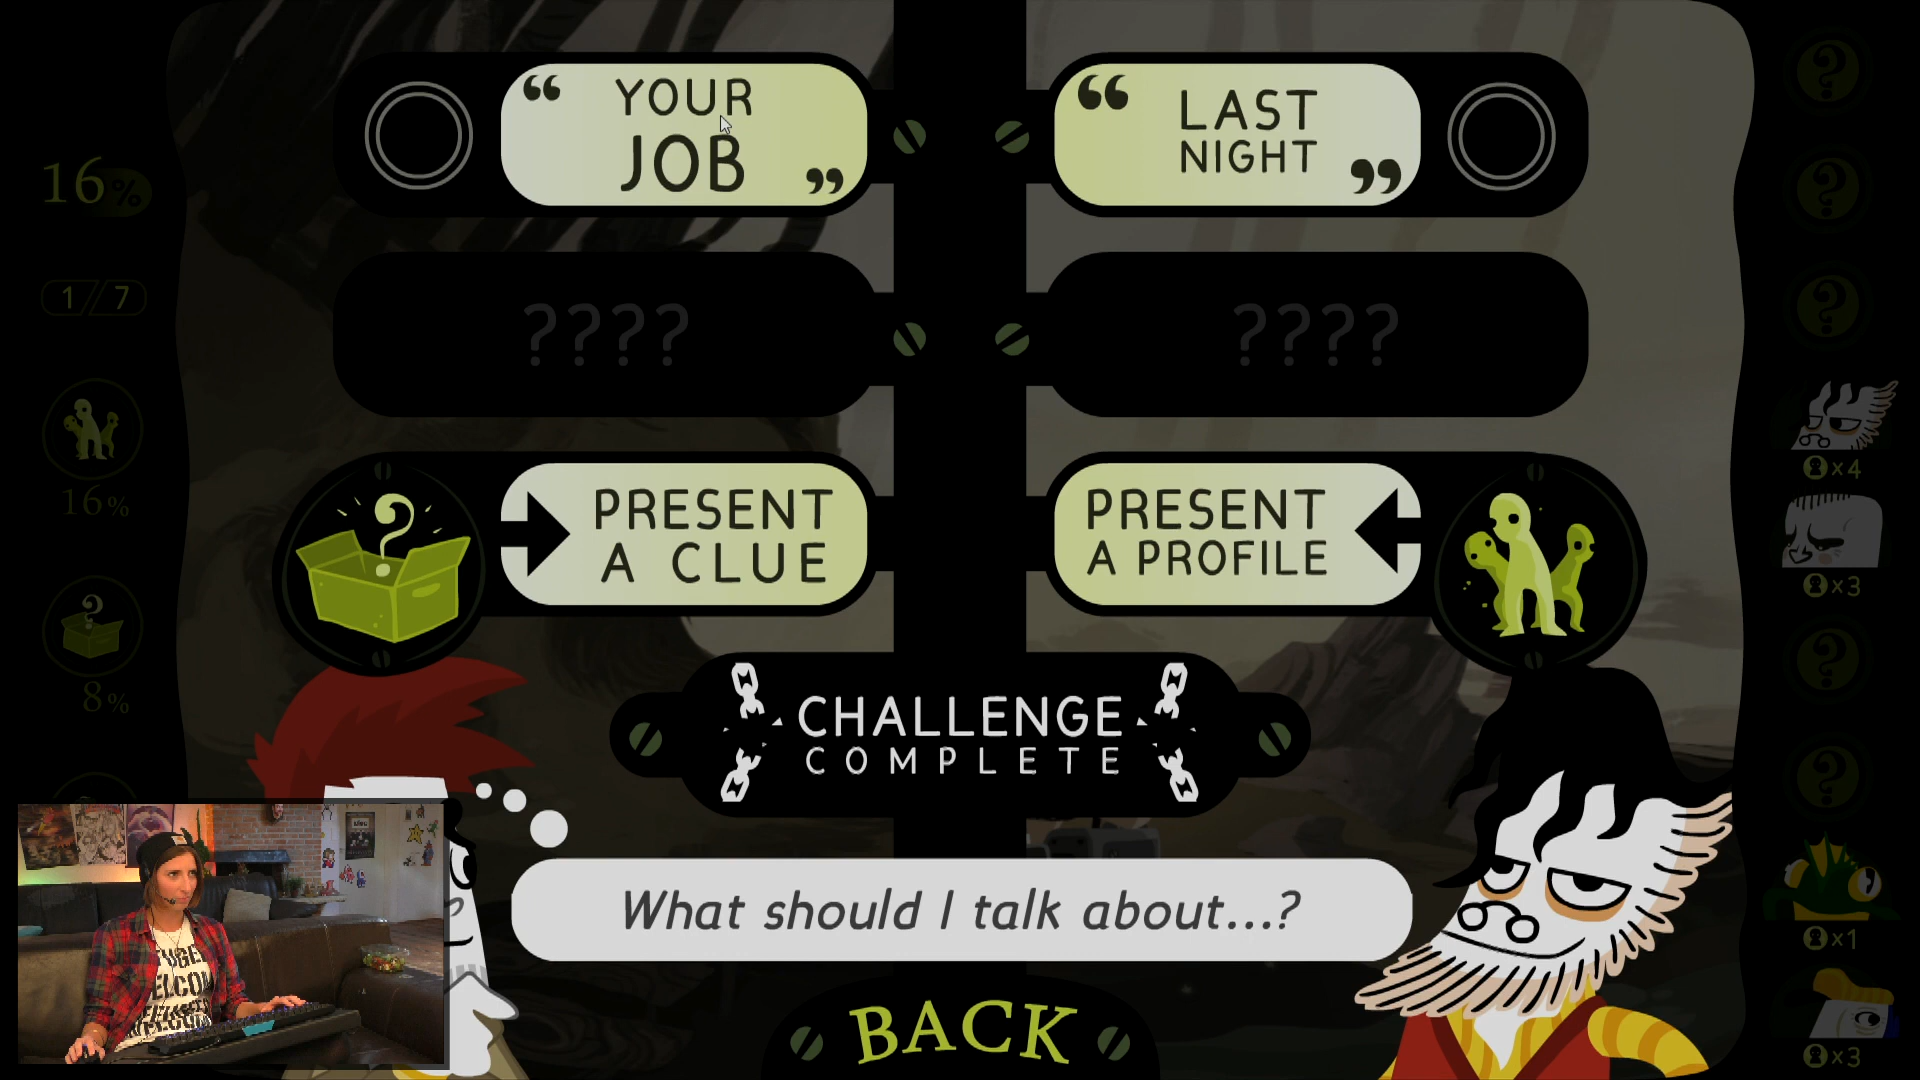 “ YOUR
JOB ”
“ LAST
NIGHT ”
16%
1/7
????
????
16%
PRESENT
A CLUE
PRESENT
A PROFILE
x4
x3
8%
CHALLENGE
COMPLETE
What should I talk about...?
x1
BACK
x3